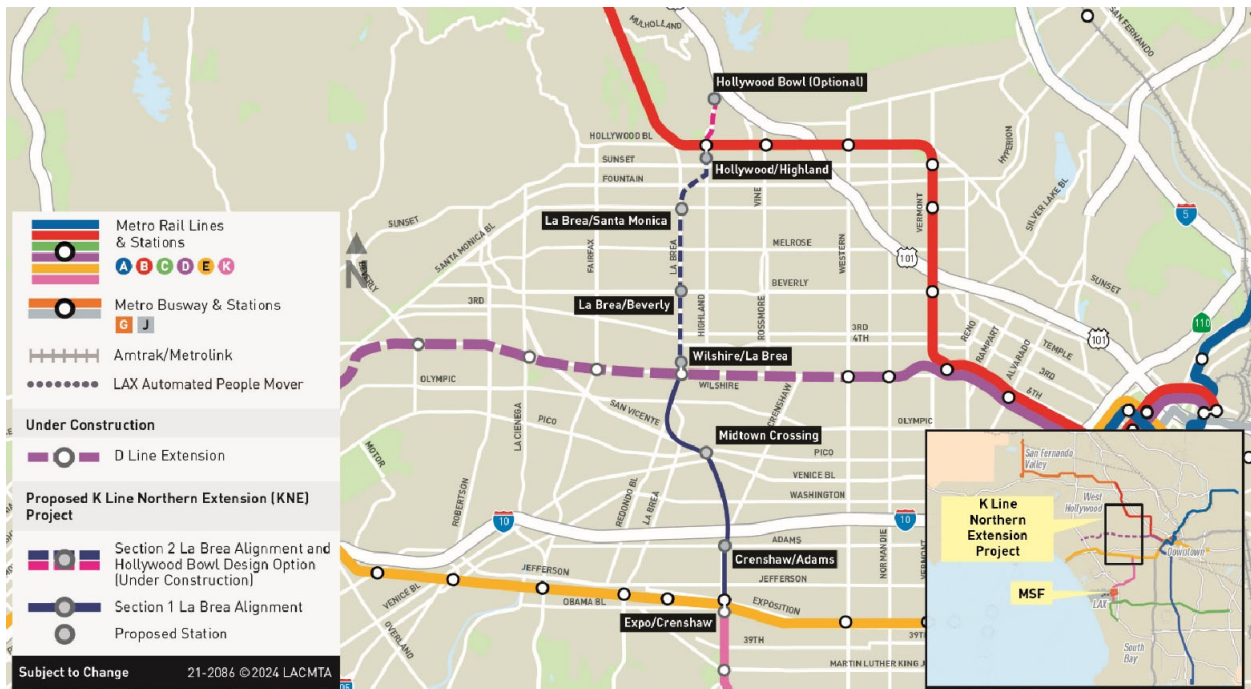 MULHOLLAND
SAN FERNANDO
Hollywood Bowl (Optional)
HOLLYWOOD BL
SUNSET
FOUNTAIN
Hollywood/Highland
HYPERION
SILVER LAKE BL
VINE
VERMONT
5
La Brea/Santa Monica
SUNSET
SANTA MONICA BL
BEVERLY
N
FAIRFAX
LA BREA
MELROSE
WESTERN
101
BEVERLY
SUNSET
3RD
La Brea/Beverly
HIGHLAND
ROSSMORE
3RD
4TH
RENO
RAMPART
ALVARADO
TEMPLE
3RD
6TH
101
110
Wilshire/La Brea
WILSHIRE
OLYMPIC
SAN VICENTE
PICO
LA CIENEGA
CRENSHAW
OLYMPIC
Midtown Crossing
PICO
VENICE BL
WASHINGTON
MOTOR
ROBERTSON
REDONDO BL
LA BREA
10
10
ADAMS
Crenshaw/Adams
NORMANDIE
VERMONT
JEFFERSON
JEFFERSON
VENICE BL
OVERLAND
OBAMA BL
EXPOSITION
Expo/Crenshaw
39TH
39TH
MARTIN LUTHER KING J
Metro Rail Lines
& Stations
A B C D E K
Metro Busway & Stations
G J
Amtrak/Metrolink
LAX Automated People Mover
Under Construction
D Line Extension
Proposed K Line Northern Extension (KNE)
Project
Section 2 La Brea Alignment and
Hollywood Bowl Design Option
(Under Construction)
Section 1 La Brea Alignment
Proposed Station
Subject to Change 21-2086 ©2024 LACMTA
San Fernando
Valley
West
Hollywood
K Line
Northern
Extension
Project
Downtown
MSF
LAX
South
Bay